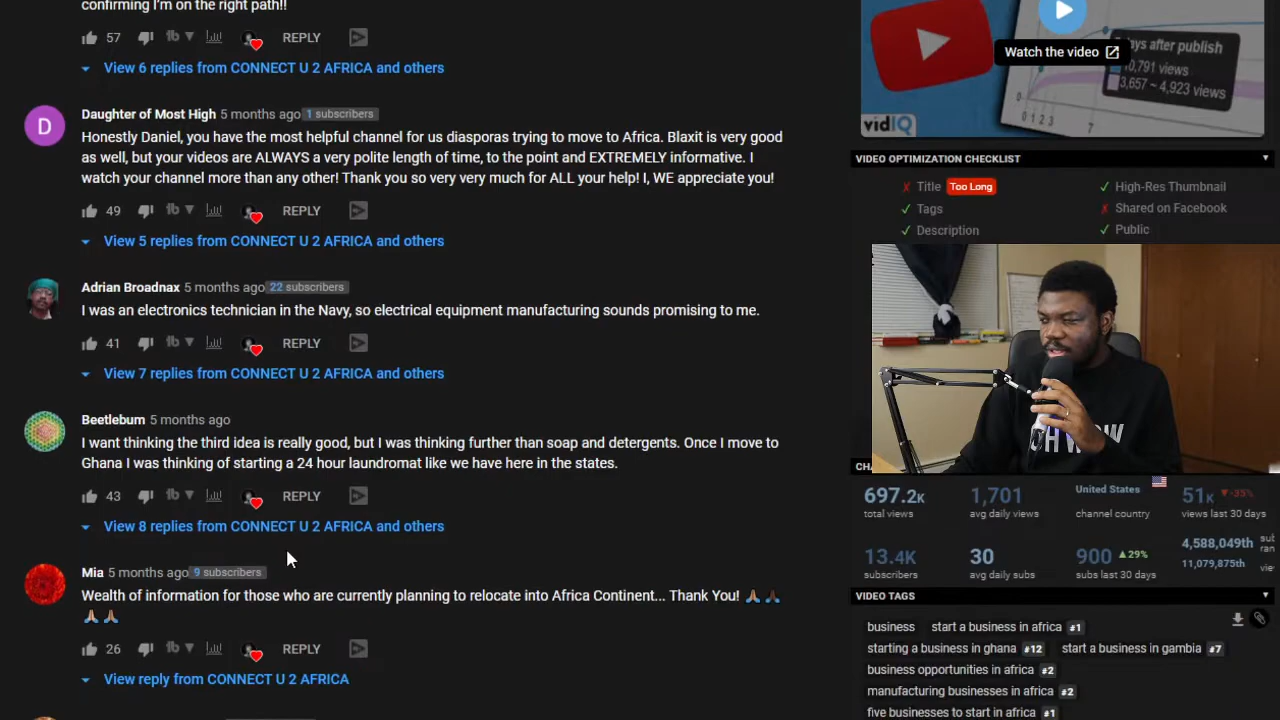 confirming I'm on the right path!!
57 REPLY
View 6 replies from CONNECT U 2 AFRICA and others
Daughter of Most High 5 months ago 1 subscribers
D
Honestly Daniel, you have the most helpful channel for us diasporas trying to move to Africa. Blaxit is very good
as well, but your videos are ALWAYS a very polite length of time, to the point and EXTREMELY informative. I
watch your channel more than any other! Thank you so very very much for ALL your help! I, WE appreciate you!
49 REPLY
View 5 replies from CONNECT U 2 AFRICA and others
Adrian Broadnax 5 months ago 22 subscribers
I was an electronics technician in the Navy, so electrical equipment manufacturing sounds promising to me.
41 REPLY
View 7 replies from CONNECT U 2 AFRICA and others
Beetlebum 5 months ago
I want thinking the third idea is really good, but I was thinking further than soap and detergents. Once I move to
Ghana I was thinking of starting a 24 hour laundromat like we have here in the states.
43 REPLY
View 8 replies from CONNECT U 2 AFRICA and others
Mia 5 months ago 9 subscribers
Wealth of information for those who are currently planning to relocate into Africa Continent... Thank You! 🙏🏽🙏🏿
🙏🏽🙏🏽
26 REPLY
View reply from CONNECT U 2 AFRICA
Watch the video
days after publish
views
3,657 ~ 4,923 views
0
0 1 2 3 7
vidIQ
VIDEO OPTIMIZATION CHECKLIST
Title Too Long
High-Res Thumbnail
Tags
Shared on Facebook
Description
Public
697.2K
total views
1,701
avg daily views
United States
channel country
51K -35%
views last 30 days
13.4K
subscribers
30
avg daily subs
900 29%
subs last 30 days
4,588,049th
11,079,875th
VIDEO TAGS
business start a business in africa #1
starting a business in ghana #12 start a business in gambia #7
business opportunities in africa #2
manufacturing businesses in africa #2
five businesses to start in africa #1